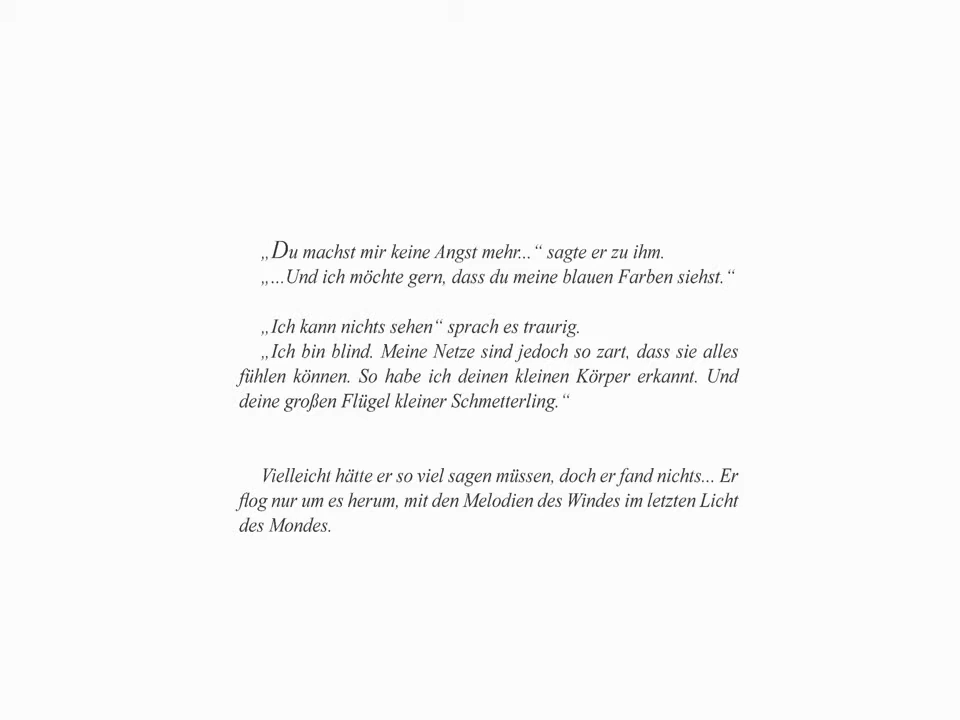 „Du machst mir keine Angst mehr...“ sagte er zu ihm.
„...Und ich möchte gern, dass du meine blauen Farben siehst.“
„Ich kann nichts sehen“ sprach es traurig.
„Ich bin blind. Meine Netze sind jedoch so zart, dass sie alles
fühlen können. So habe ich deinen kleinen Körper erkannt. Und
deine großen Flügel kleiner Schmetterling.“
Vielleicht hätte er so viel sagen müssen, doch er fand nichts... Er
flog nur um es herum, mit den Melodien des Windes im letzten Licht
des Mondes.